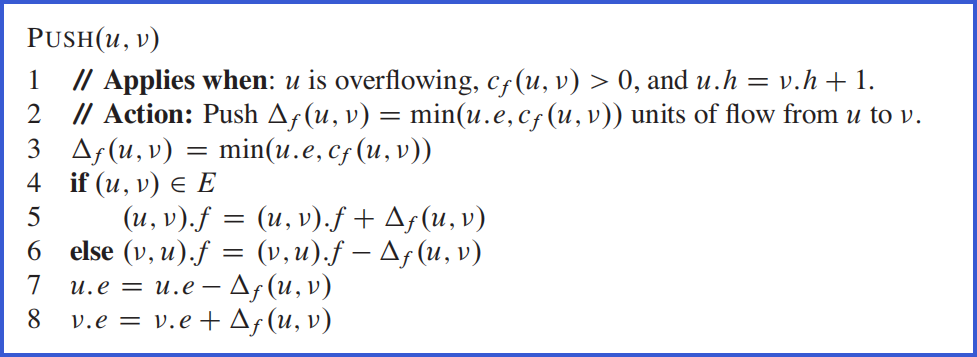 PUSH(u, v)
1 // Applies when: u is overflowing, c_f(u, v) > 0, and u.h = v.h + 1.
2 // Action: Push Δ_f(u, v) = min(u.e, c_f(u, v)) units of flow from u to v.
3 Δ_f(u, v) = min(u.e, c_f(u, v))
4 if (u, v) ∈ E
5 (u, v).f = (u, v).f + Δ_f(u, v)
6 else (v, u).f = (v, u).f − Δ_f(u, v)
7 u.e = u.e − Δ_f(u, v)
8 v.e = v.e + Δ_f(u, v)